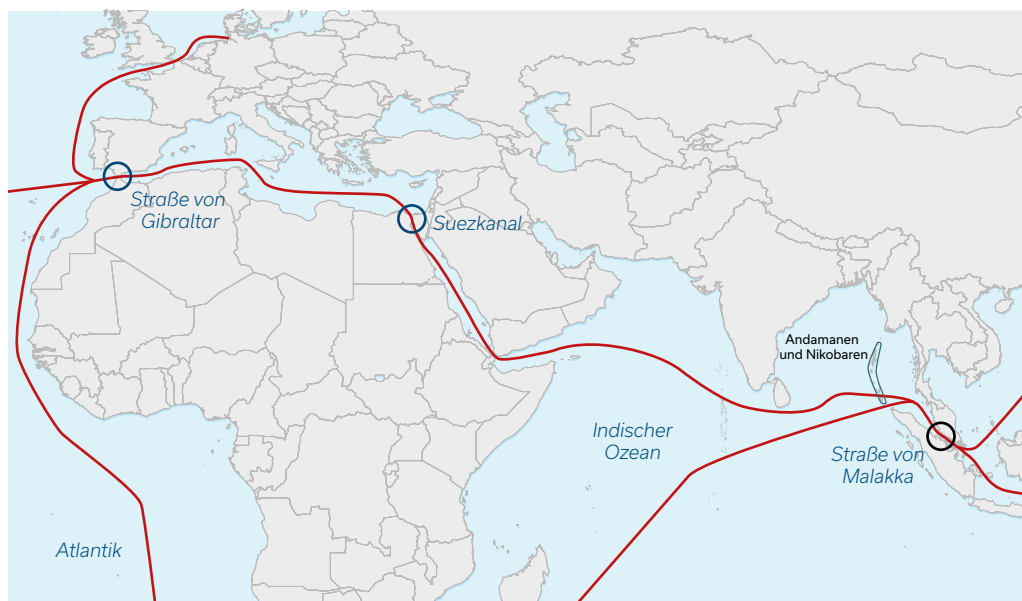 Straße von
Gibraltar
Suezkanal
Andamanen
und Nikobaren
Indischer
Ozean
Straße von
Malakka
Atlantik